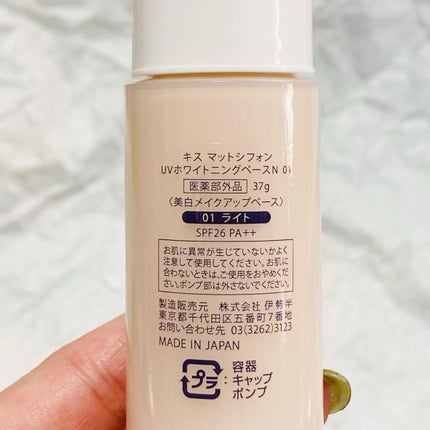 キス マットシフォン
UVホワイトニングベースN 01
医薬部外品 37g
〈美白メイクアップベース〉
01 ライト
SPF26 PA++
お肌に異常が生じていないかよく
注意して使用してください。お肌に
合わないときは、ご使用をおやめくだ
さい。ポンプ部は外さないでください。
製造販売元 株式会社 伊勢半
東京都千代田区五番町7番地
お問い合わせ先 03(3262)3123
MADE IN JAPAN
プラ
容器
キャップ
ポンプ